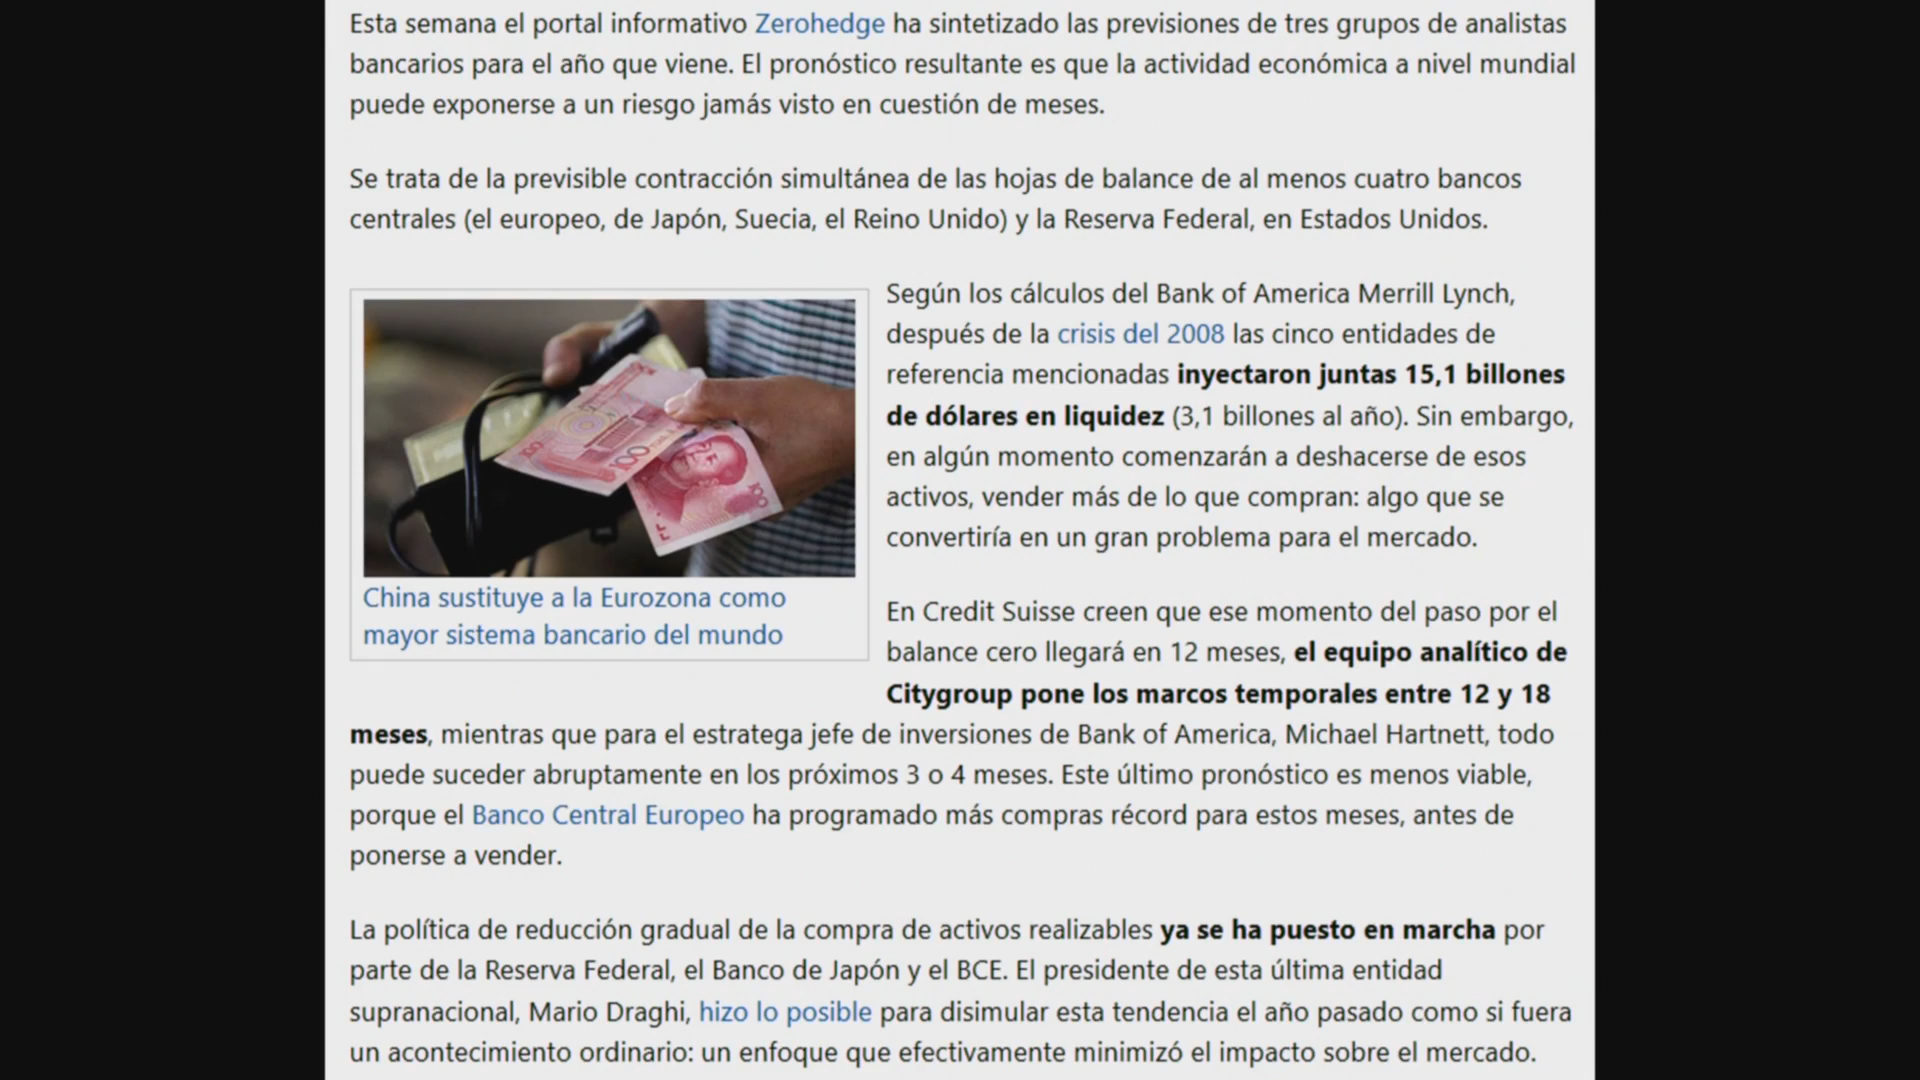 Esta semana el portal informativo Zerohedge ha sintetizado las previsiones de tres grupos de analistas
bancarios para el año que viene. El pronóstico resultante es que la actividad económica a nivel mundial
puede exponerse a un riesgo jamás visto en cuestión de meses.
Se trata de la previsible contracción simultánea de las hojas de balance de al menos cuatro bancos
centrales (el europeo, de Japón, Suecia, el Reino Unido) y la Reserva Federal, en Estados Unidos.
100
100
China sustituye a la Eurozona como
mayor sistema bancario del mundo
Según los cálculos del Bank of America Merrill Lynch,
después de la crisis del 2008 las cinco entidades de
referencia mencionadas inyectaron juntas 15,1 billones
de dólares en liquidez (3,1 billones al año). Sin embargo,
en algún momento comenzarán a deshacerse de esos
activos, vender más de lo que compran: algo que se
convertiría en un gran problema para el mercado.
En Credit Suisse creen que ese momento del paso por el
balance cero llegará en 12 meses, el equipo analítico de
Citygroup pone los marcos temporales entre 12 y 18
meses, mientras que para el estratega jefe de inversiones de Bank of America, Michael Hartnett, todo
puede suceder abruptamente en los próximos 3 o 4 meses. Este último pronóstico es menos viable,
porque el Banco Central Europeo ha programado más compras récord para estos meses, antes de
ponerse a vender.
La política de reducción gradual de la compra de activos realizables ya se ha puesto en marcha por
parte de la Reserva Federal, el Banco de Japón y el BCE. El presidente de esta última entidad
supranacional, Mario Draghi, hizo lo posible para disimular esta tendencia el año pasado como si fuera
un acontecimiento ordinario: un enfoque que efectivamente minimizó el impacto sobre el mercado.